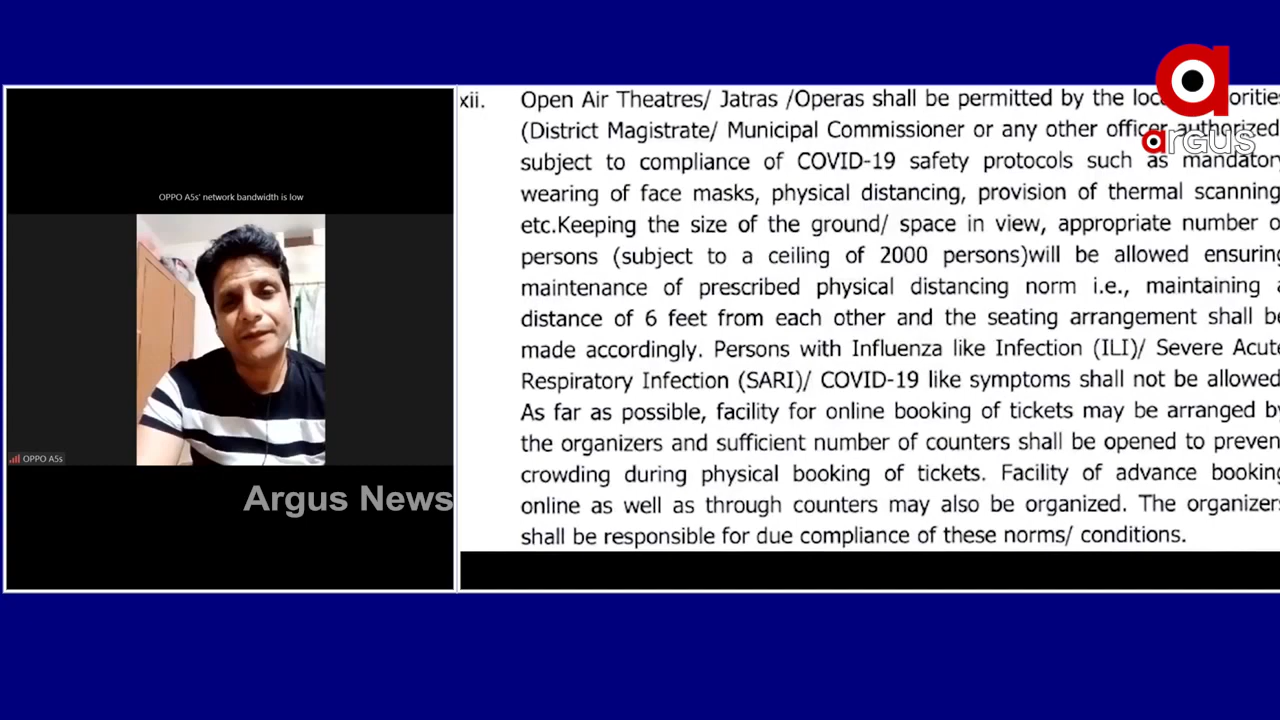 OPPO A5s' network bandwidth is low
OPPO A5s
Argus News
argus
xii. Open Air Theatres/ Jatras /Operas shall be permitted by the
(District Magistrate/ Municipal Commissioner or any other officer authorized
subject to compliance of COVID-19 safety protocols such as mandatory
wearing of face masks, physical distancing, provision of thermal scanning
etc.Keeping the size of the ground/ space in view, appropriate number
persons (subject to a ceiling of 2000 persons)will be allowed ensuring
maintenance of prescribed physical distancing norm i.e., maintaining
distance of 6 feet from each other and the seating arrangement shall be
made accordingly. Persons with Influenza like Infection (ILI)/ Severe Acute
Respiratory Infection (SARI)/ COVID-19 like symptoms shall not be allowed
As far as possible, facility for online booking of tickets may be arranged by
the organizers and sufficient number of counters shall be opened to
crowding during physical booking of tickets. Facility of advance booking
online as well as through counters may also be organized. The
shall be responsible for due compliance of these norms/ conditions.